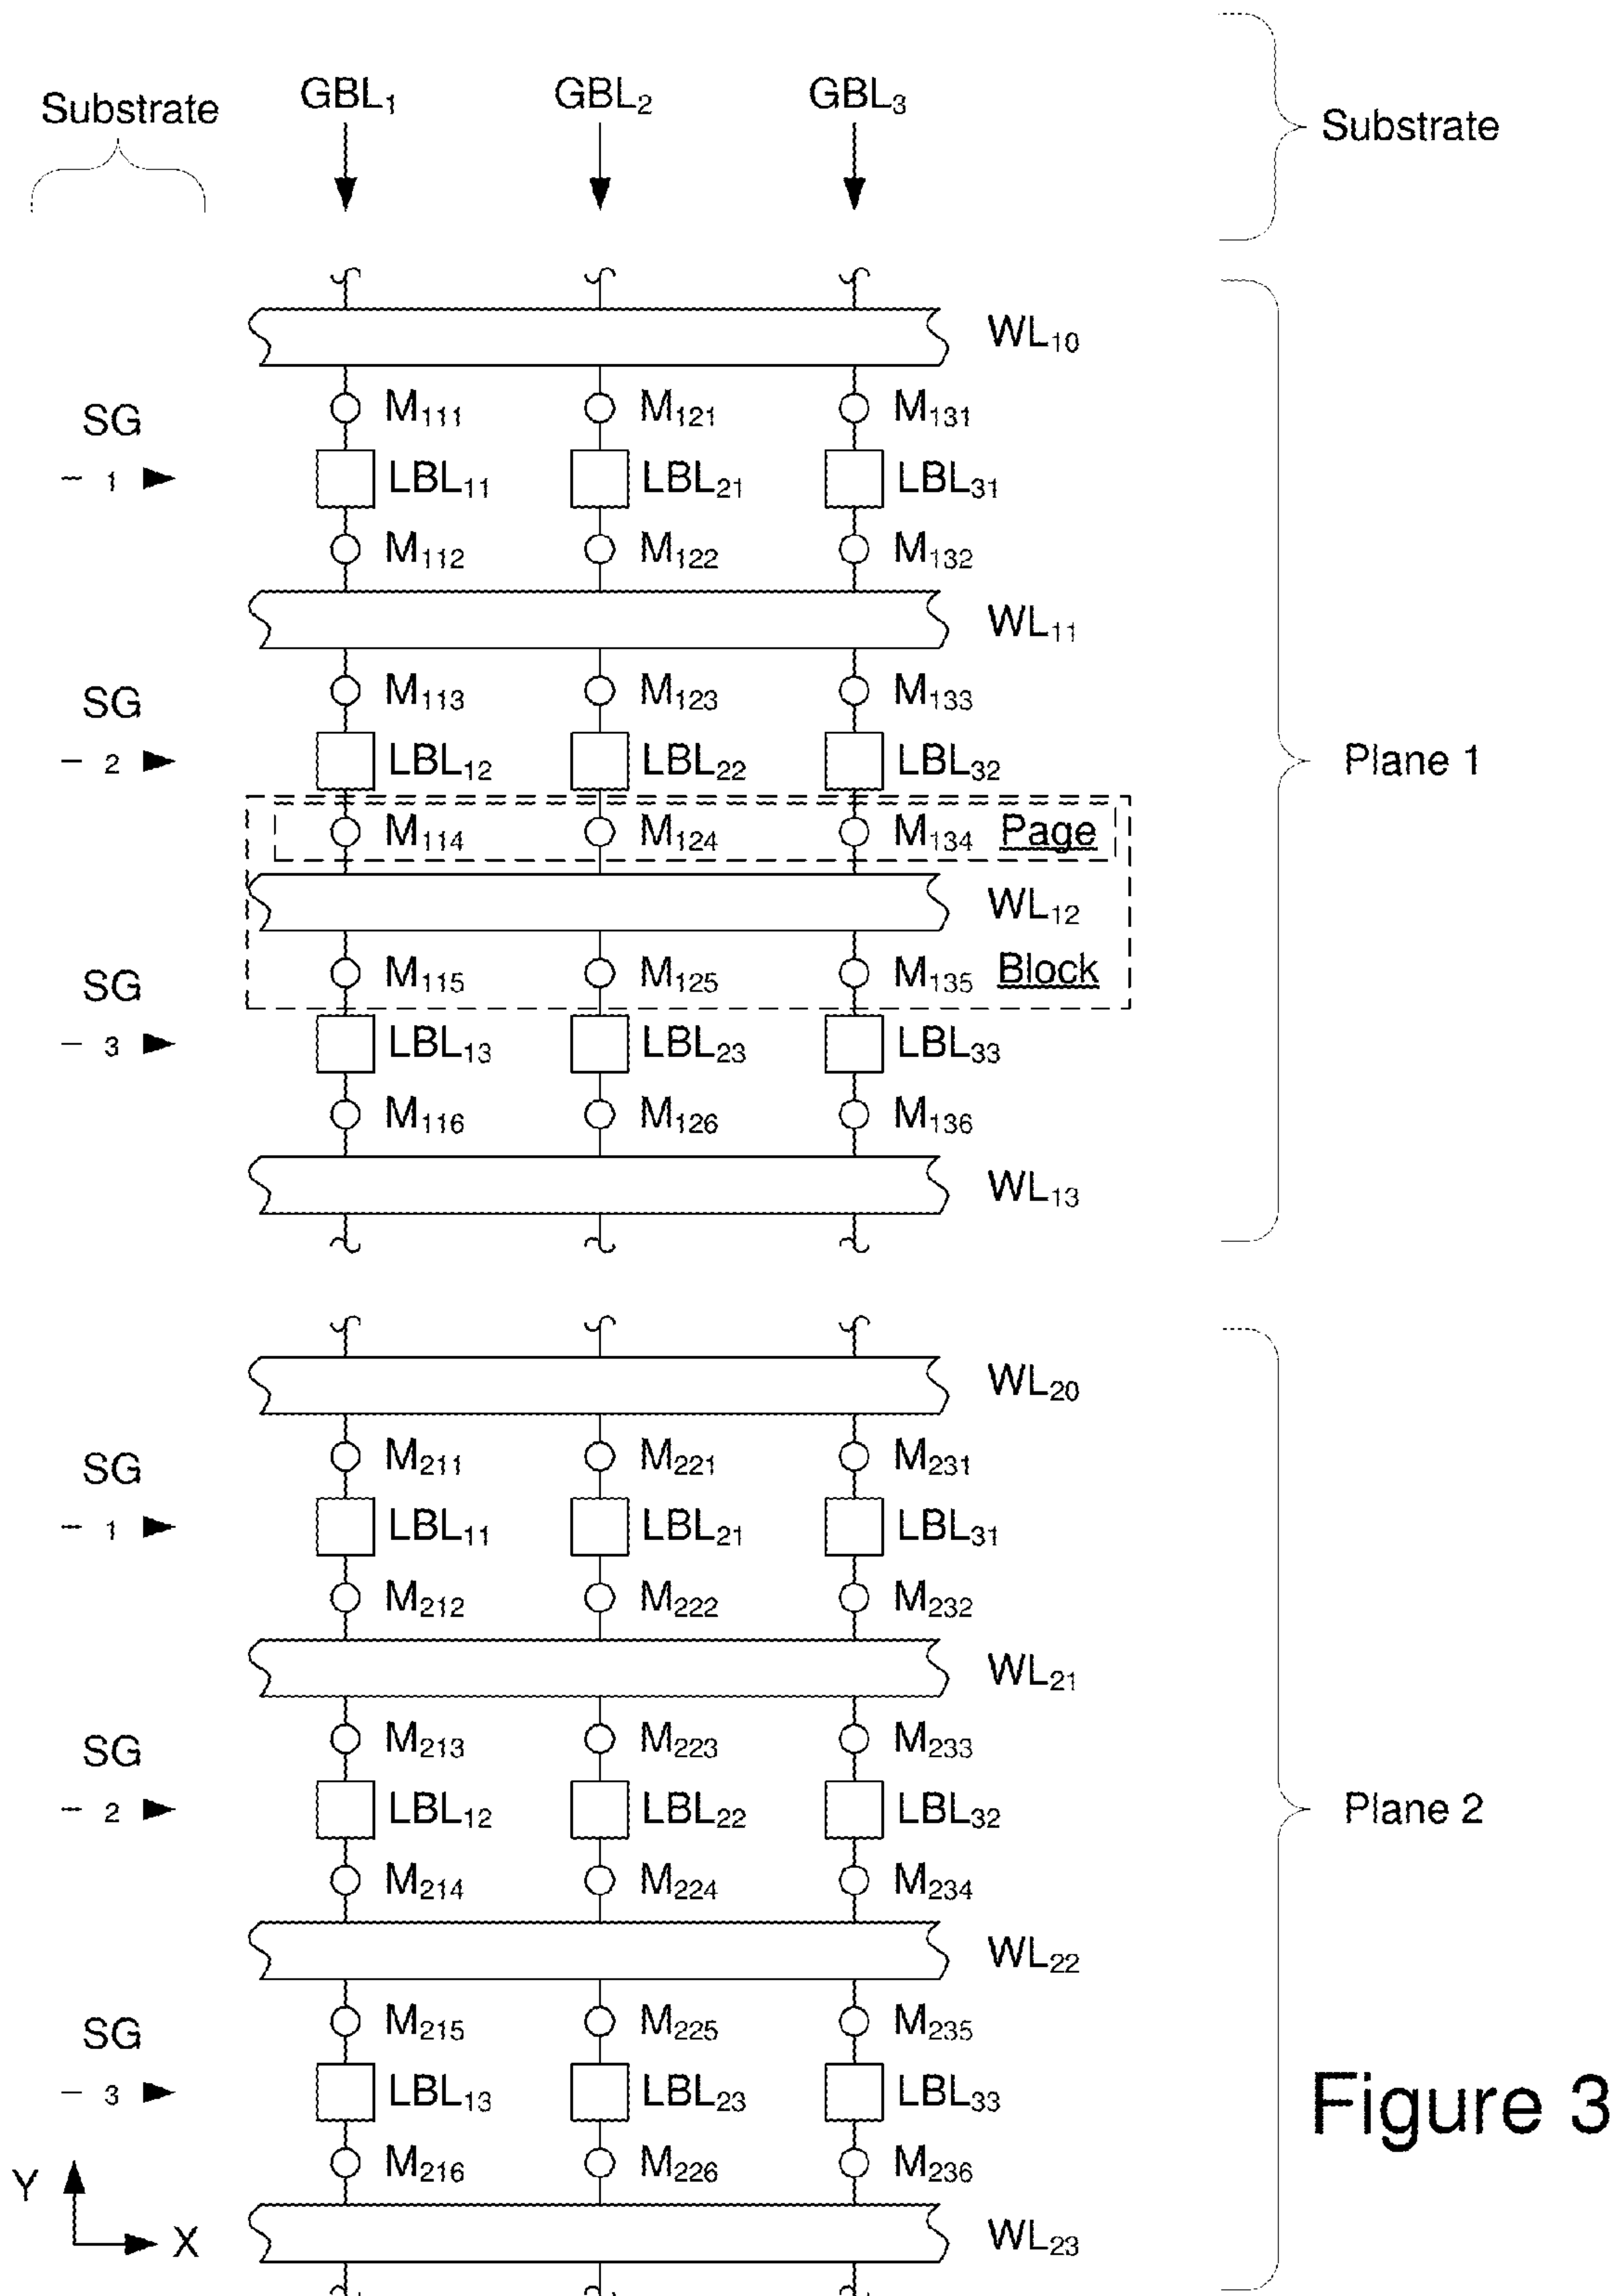 GBL₁ GBL₂ GBL₃
Substrate Substrate
WL₁₀
M₁₁₁ M₁₂₁ M₁₃₁
SG
1 LBL₁₁ LBL₂₁ LBL₃₁
M₁₁₂ M₁₂₂ M₁₃₂
WL₁₁
M₁₁₃ M₁₂₃ M₁₃₃
SG
2 LBL₁₂ LBL₂₂ LBL₃₂ Plane 1
M₁₁₄ M₁₂₄ M₁₃₄ Page
WL₁₂
M₁₁₅ M₁₂₅ M₁₃₅ Block
SG
3 LBL₁₃ LBL₂₃ LBL₃₃
M₁₁₆ M₁₂₆ M₁₃₆
WL₁₃
WL₂₀
M₂₁₁ M₂₂₁ M₂₃₁
SG
1 LBL₁₁ LBL₂₁ LBL₃₁
M₂₁₂ M₂₂₂ M₂₃₂
WL₂₁
M₂₁₃ M₂₂₃ M₂₃₃
SG
2 LBL₁₂ LBL₂₂ LBL₃₂ Plane 2
M₂₁₄ M₂₂₄ M₂₃₄
WL₂₂
M₂₁₅ M₂₂₅ M₂₃₅
SG
3 LBL₁₃ LBL₂₃ LBL₃₃
Figure 3
M₂₁₆ M₂₂₆ M₂₃₆
Y
X
WL₂₃